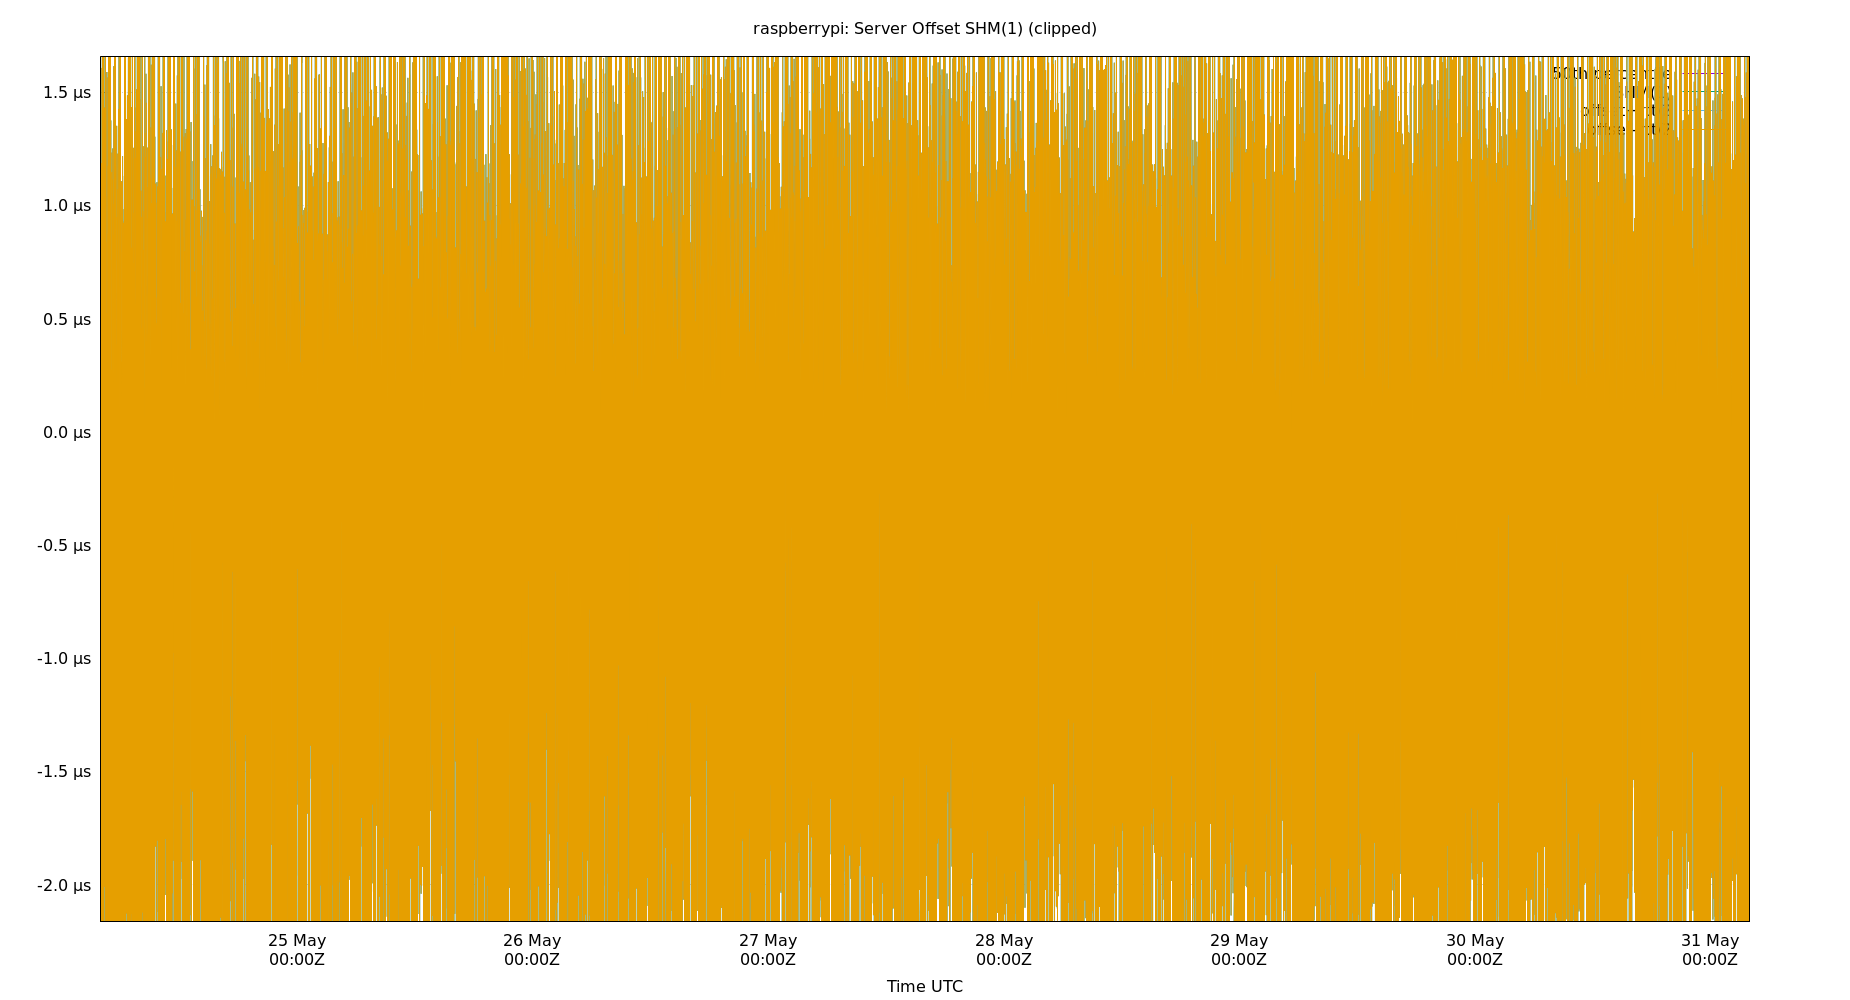 raspberrypi: Server Offset SHM(1) (clipped)
1.5 µs
1.0 µs
0.5 µs
0.0 µs
-0.5 µs
-1.0 µs
-1.5 µs
-2.0 µs
25 May 26 May 27 May 28 May 29 May 30 May 31 May
00:00Z 00:00Z 00:00Z 00:00Z 00:00Z 00:00Z 00:00Z
Time UTC